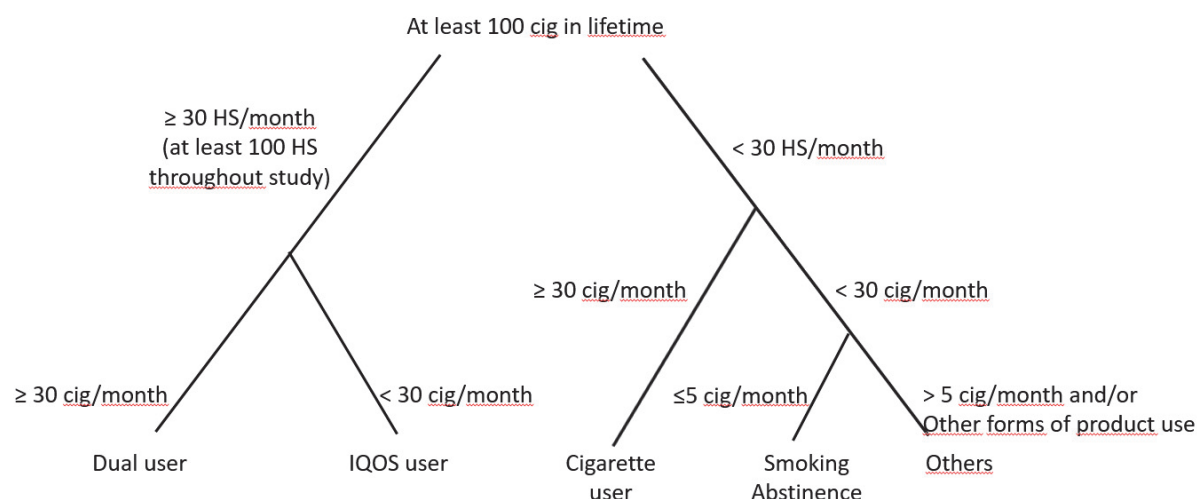 At least 100 cig in lifetime
≥ 30 HS/month
(at least 100 HS
throughout study)
< 30 HS/month
≥ 30 cig/month
< 30 cig/month
≥ 30 cig/month
< 30 cig/month
≤5 cig/month
> 5 cig/month and/or
Other forms of product use
Dual user
IQOS user
Cigarette
user
Smoking
Abstinence
Others